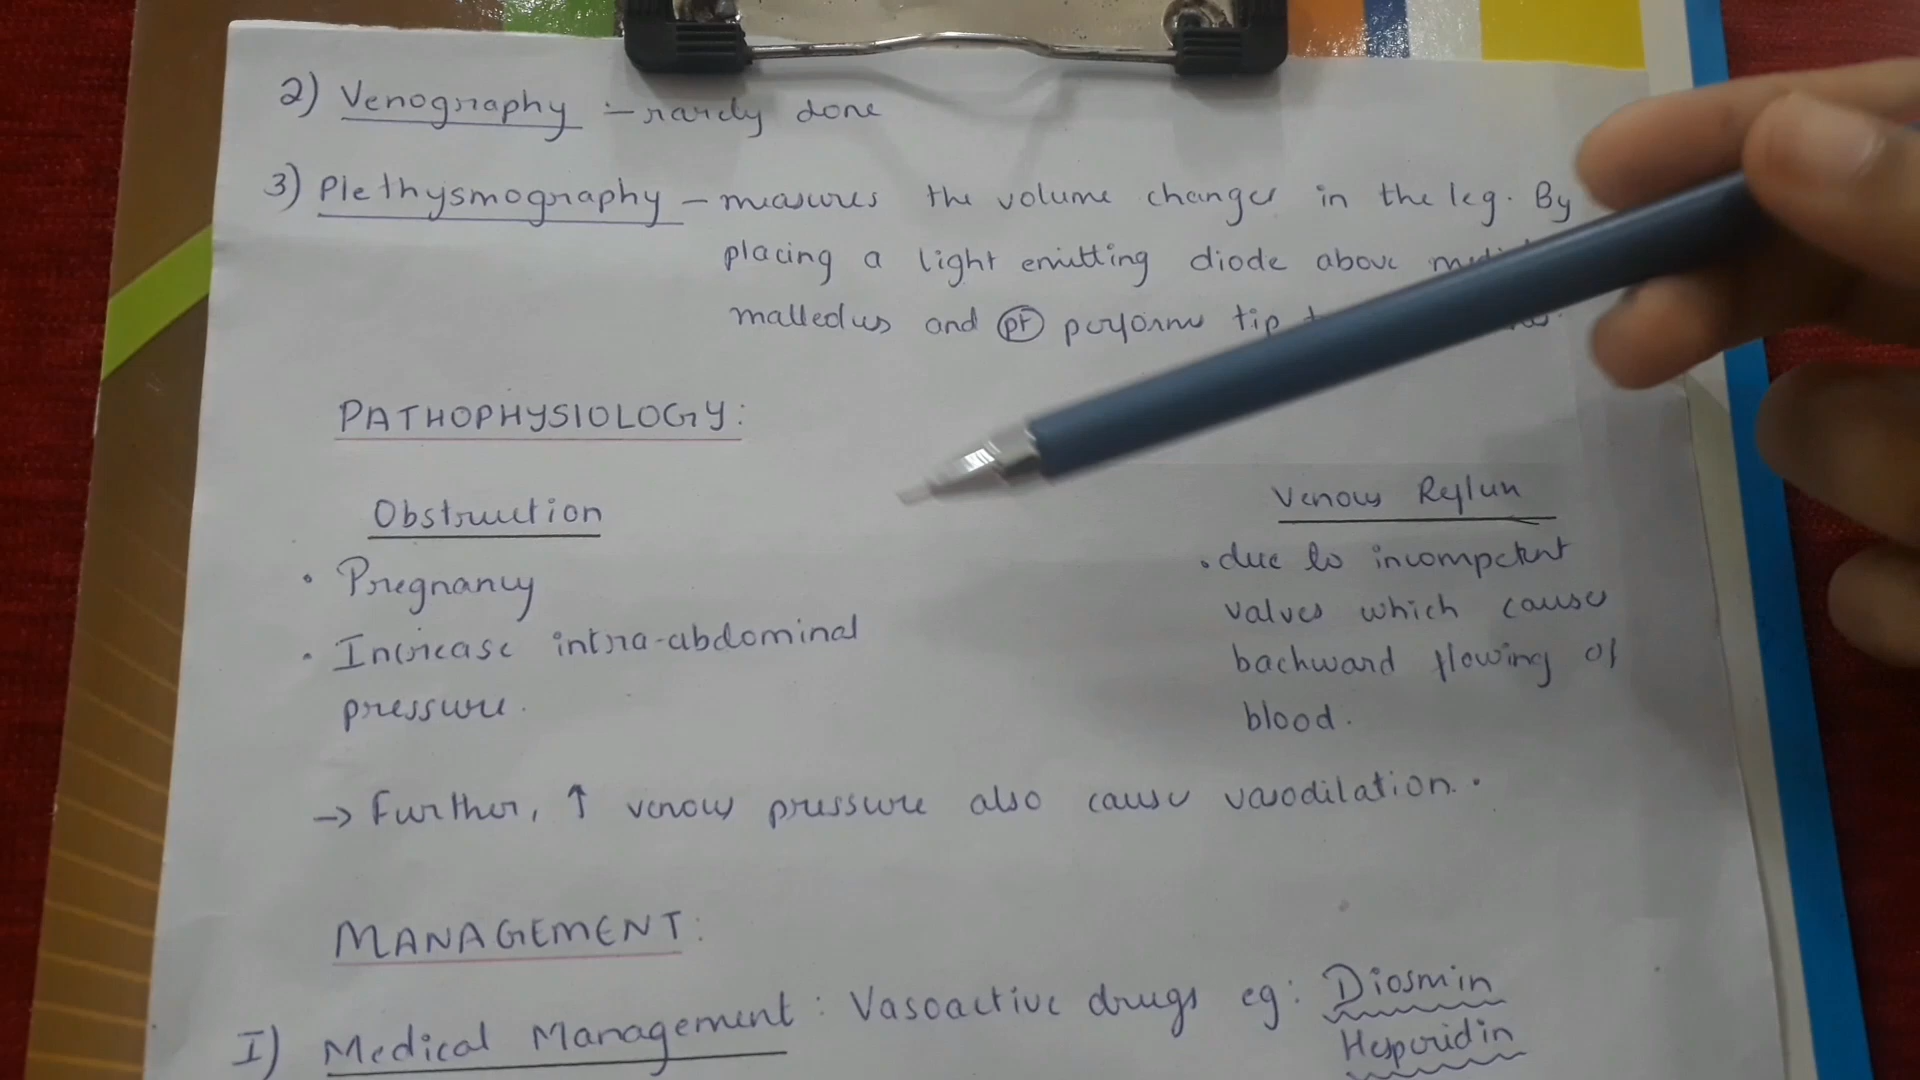 2) Venography :- rarely done
3) Plethysmography - measures the volume changes in the leg. By
placing a light emitting diode above
malleolus and pt performs tip
PATHOPHYSIOLOGY:
Obstruction
• Pregnancy
• Increase intra-abdominal
pressure.
Venous Reflux
• due to incompetent
valves which cause
backward flowing of
blood.
→ Further, ↑ venous pressure also cause vasodilation.
MANAGEMENT:
I) Medical Management: Vasoactive drugs eg: Diosmin
Hesperidin